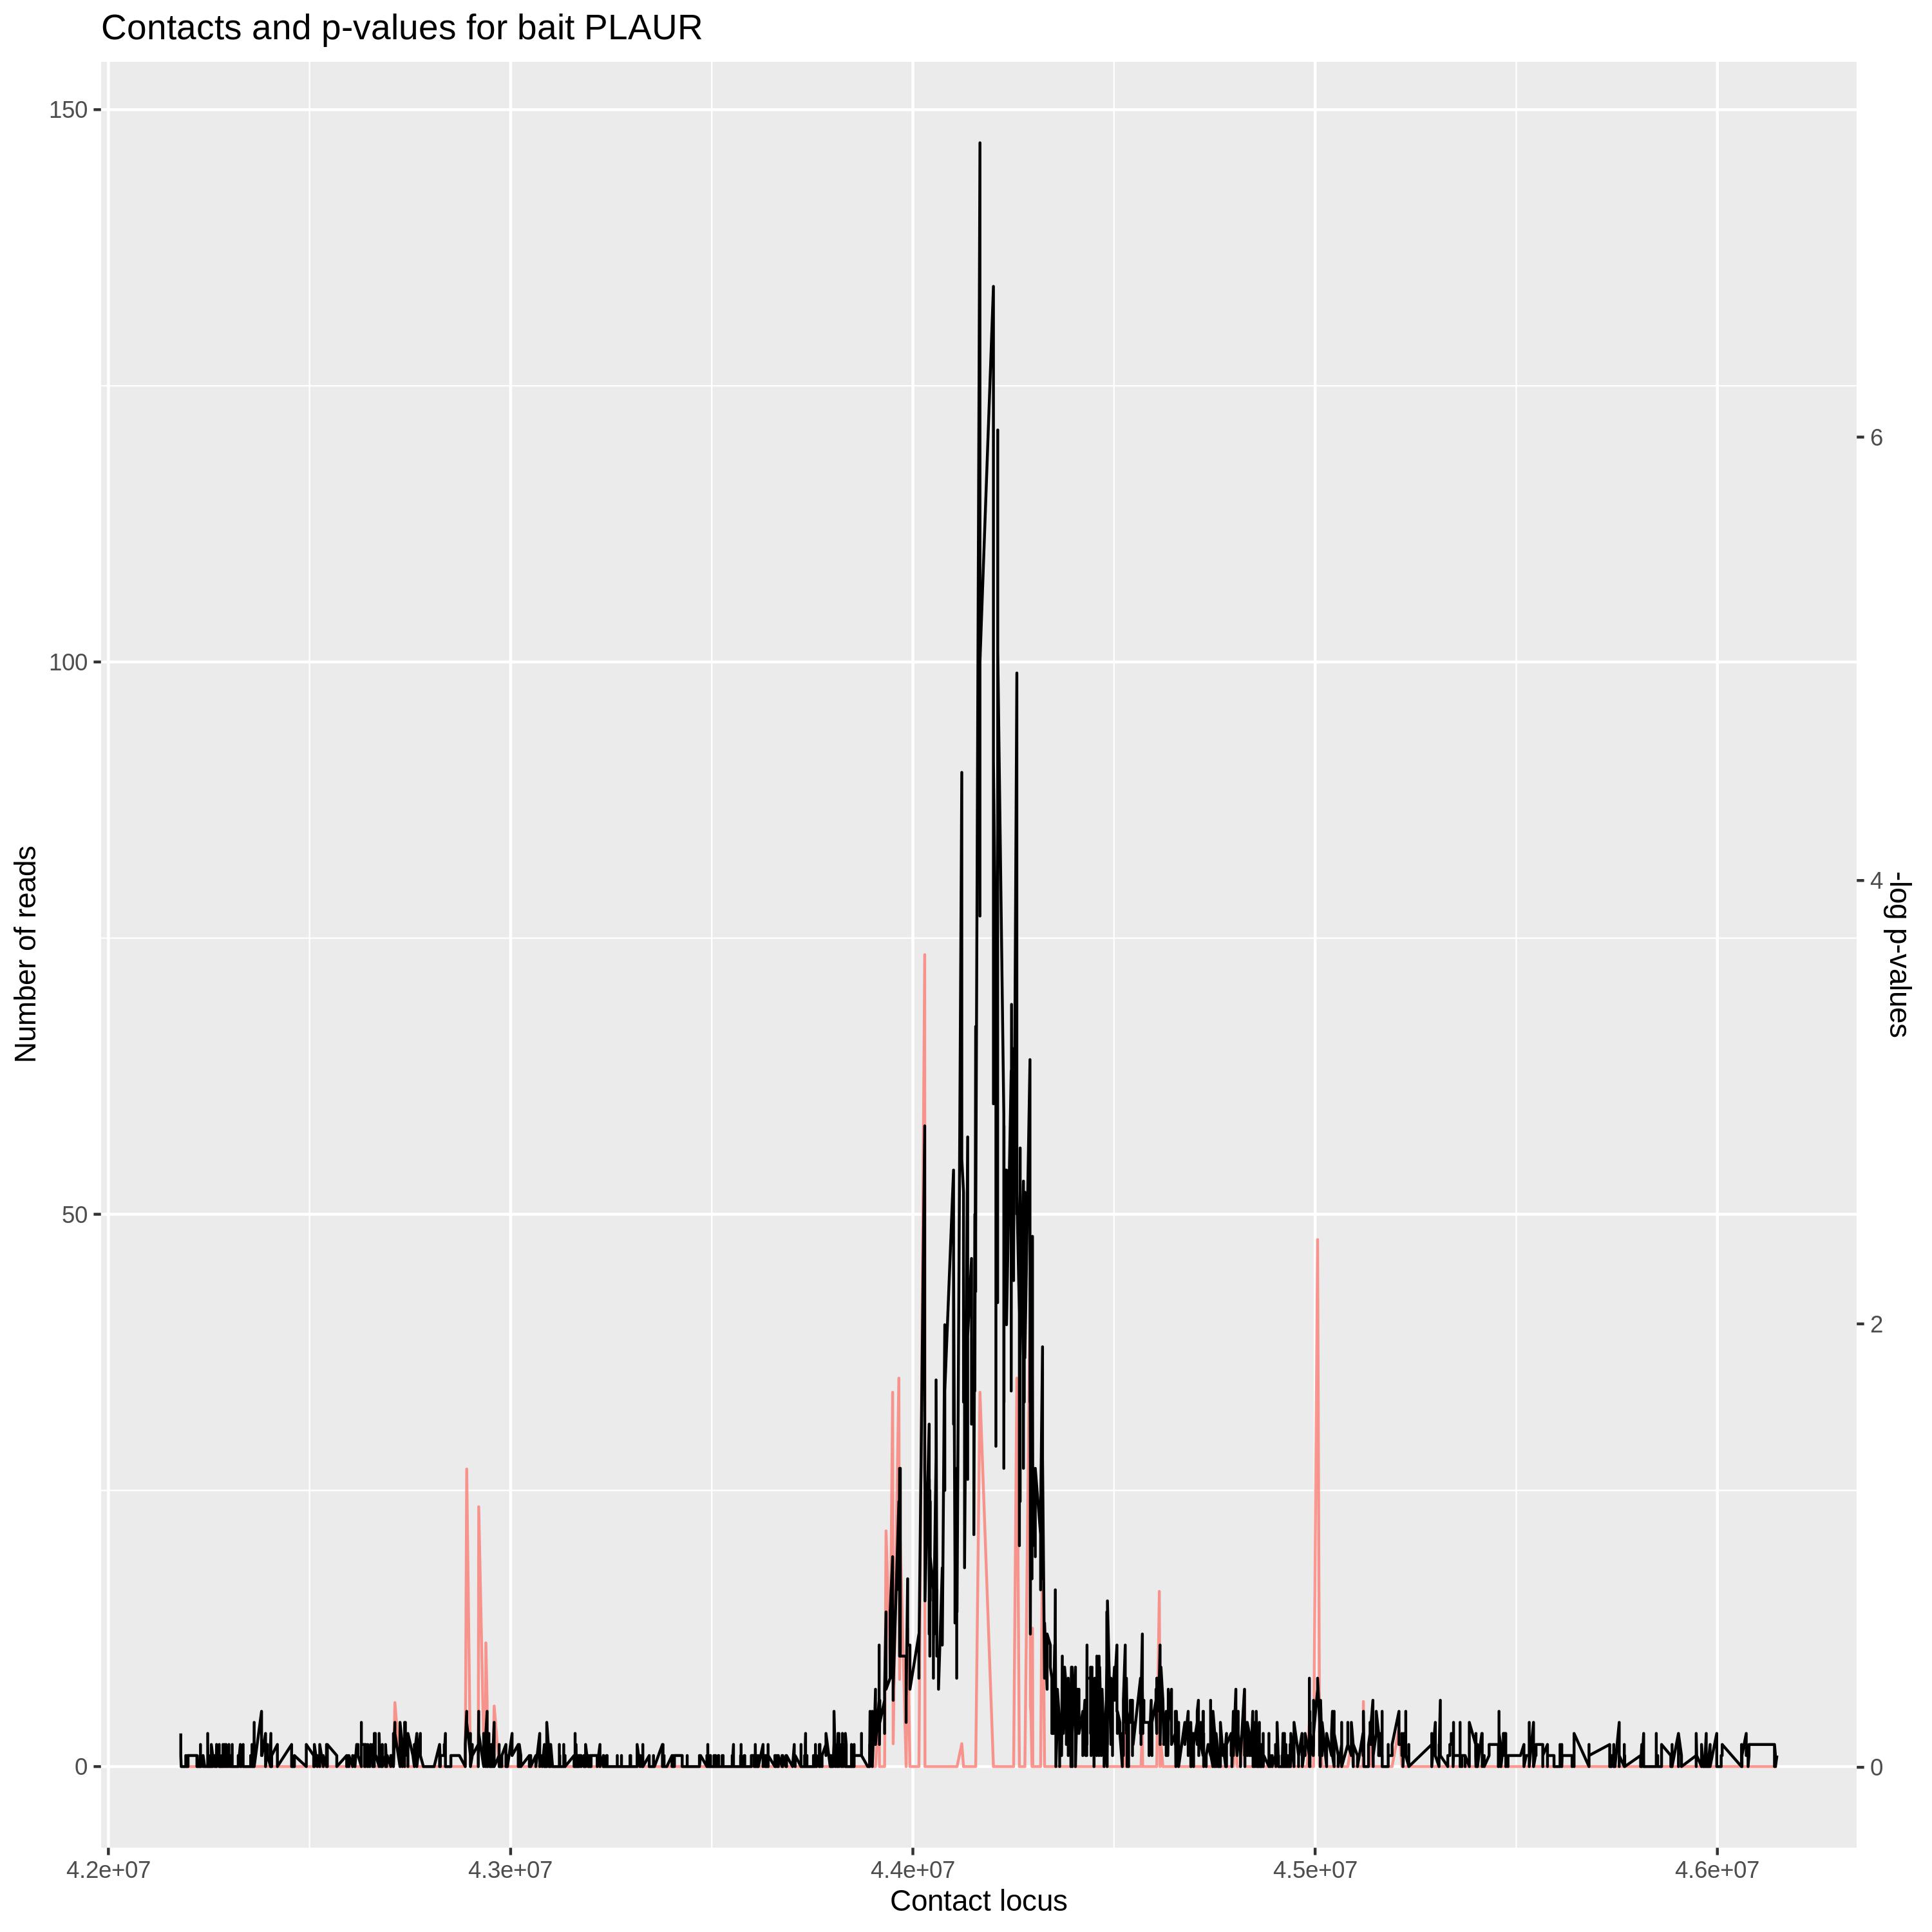 Contacts and p-values for bait PLAUR
150
100
50
0
Number of reads
6
4
2
0
-log p-values
4.2e+07
4.3e+07
4.4e+07
4.5e+07
4.6e+07
Contact locus